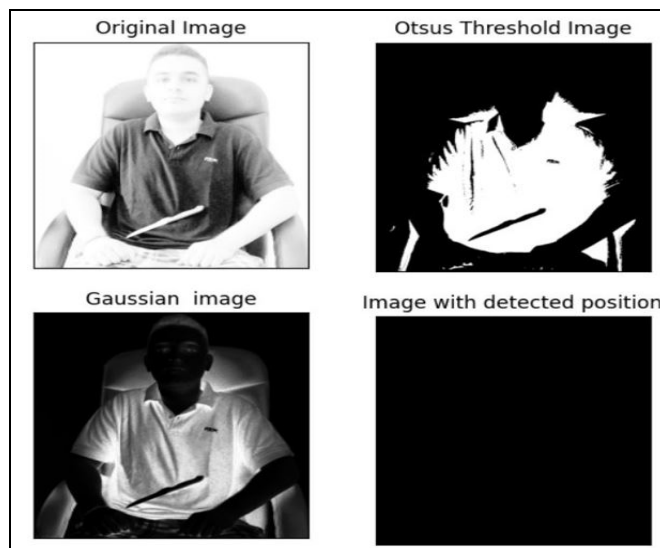 Original Image
Otsus Threshold Image
Gaussian  image
Image with detected position